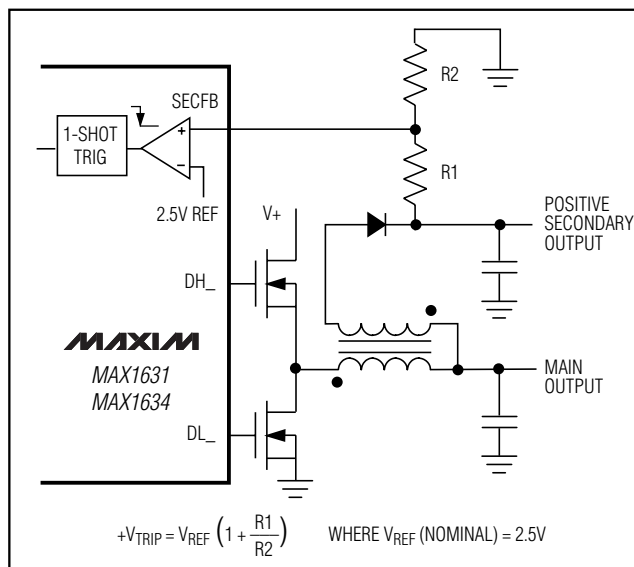 R2
SECFB
1-SHOT
TRIG
+
−
2.5V REF
R1
V+
POSITIVE
SECONDARY
OUTPUT
DH_
MAXIM
MAX1631
MAX1634
MAIN
OUTPUT
DL_
+VTRIP = VREF (1 + R1/R2) WHERE VREF (NOMINAL) = 2.5V